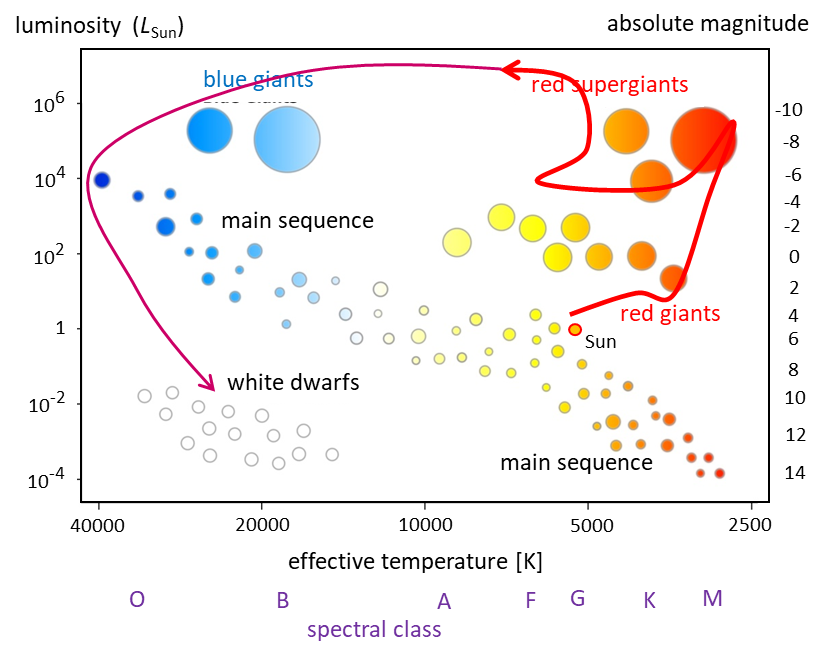 luminosity (LSun)
absolute magnitude
blue giants
red supergiants
10^6
-10
-8
10^4
-6
-4
main sequence
-2
10^2
0
2
red giants
4
1
6
Sun
8
white dwarfs
10^-2
10
12
main sequence
10^-4
14
40000 20000 10000 5000 2500
effective temperature [K]
O B A F G K M
spectral class